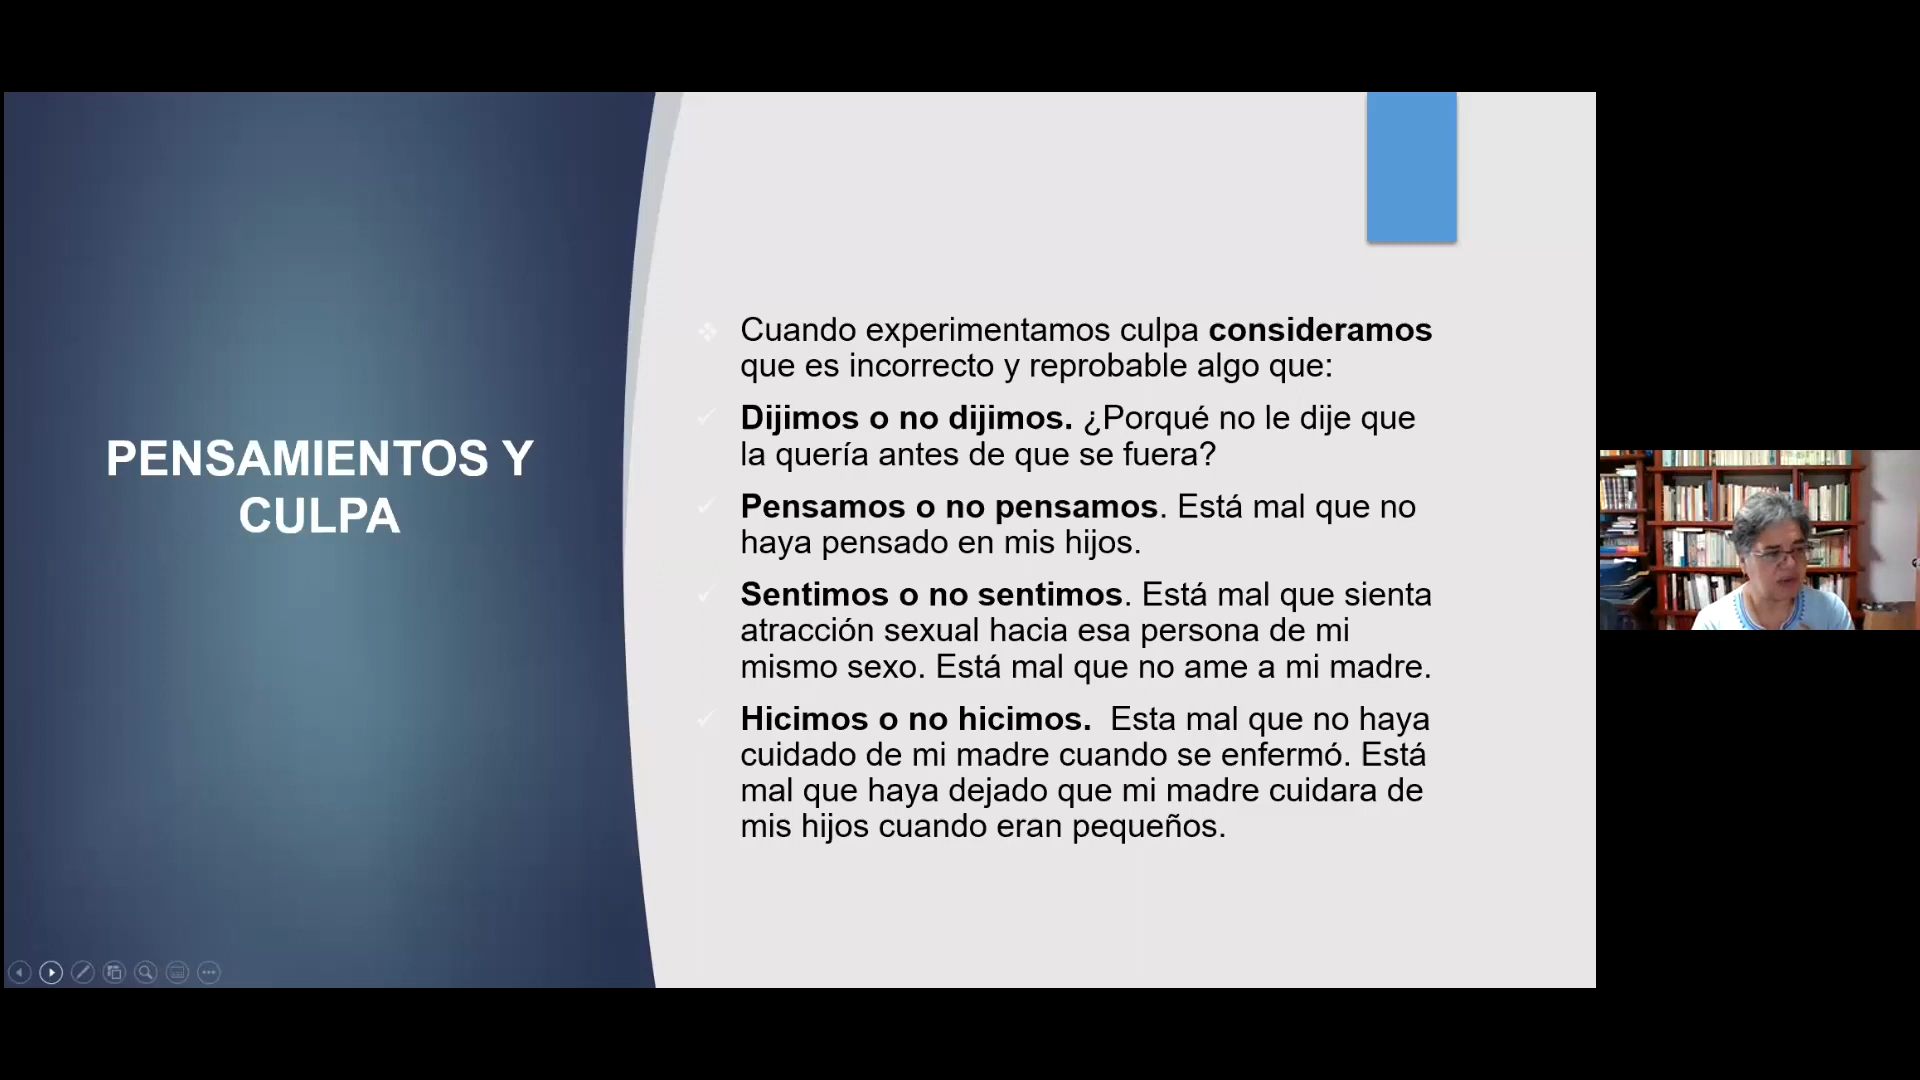 PENSAMIENTOS Y
CULPA
Cuando experimentamos culpa consideramos
que es incorrecto y reprobable algo que:
Dijimos o no dijimos. ¿Porqué no le dije que
la quería antes de que se fuera?
Pensamos o no pensamos. Está mal que no
haya pensado en mis hijos.
Sentimos o no sentimos. Está mal que sienta
atracción sexual hacia esa persona de mi
mismo sexo. Está mal que no ame a mi madre.
Hicimos o no hicimos.  Esta mal que no haya
cuidado de mi madre cuando se enfermó. Está
mal que haya dejado que mi madre cuidara de
mis hijos cuando eran pequeños.